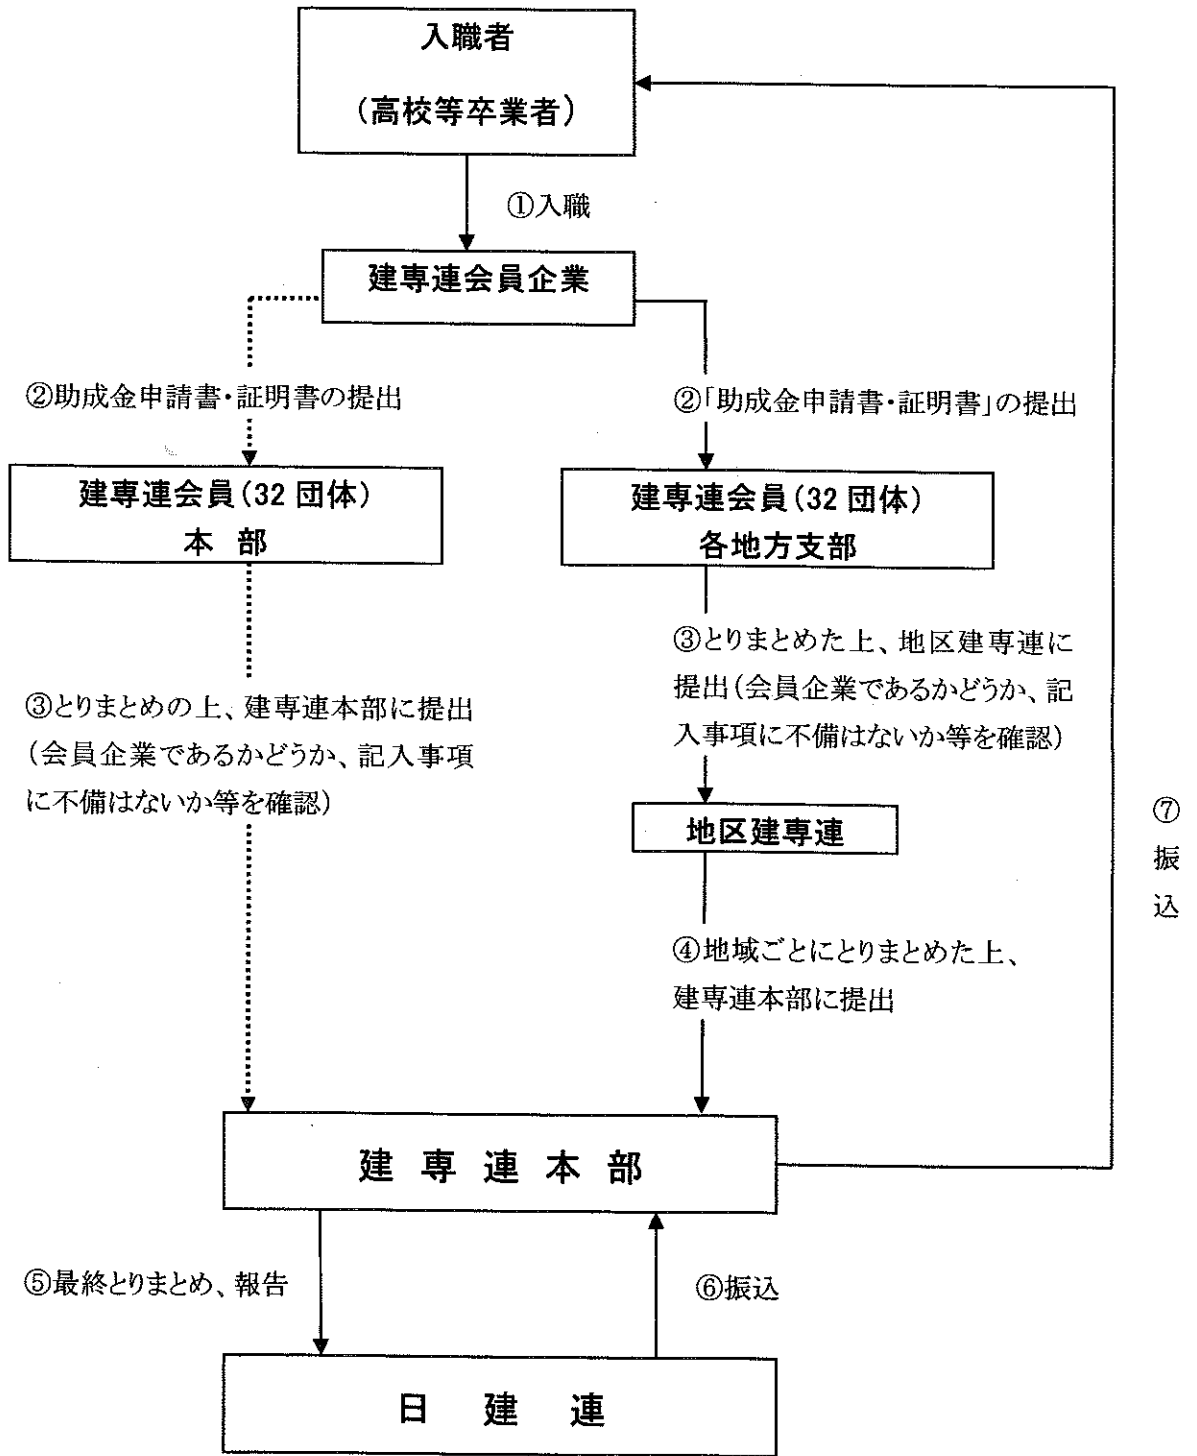 入職者
(高校等卒業者)
①入職
建専連会員企業
②助成金申請書・証明書の提出
②「助成金申請書・証明書」の提出
建専連会員(32 団体)
本 部
建専連会員(32 団体)
各地方支部
③とりまとめの上、建専連本部に提出
(会員企業であるかどうか、記入事項
に不備はないか等を確認)
③とりまとめた上、地区建専連に
提出(会員企業であるかどうか、記
入事項に不備はないか等を確認)
地区建専連
④地域ごとにとりまとめた上、
建専連本部に提出
⑦
振
込
建 専 連 本 部
⑤最終とりまとめ、報告
⑥振込
日 建 連